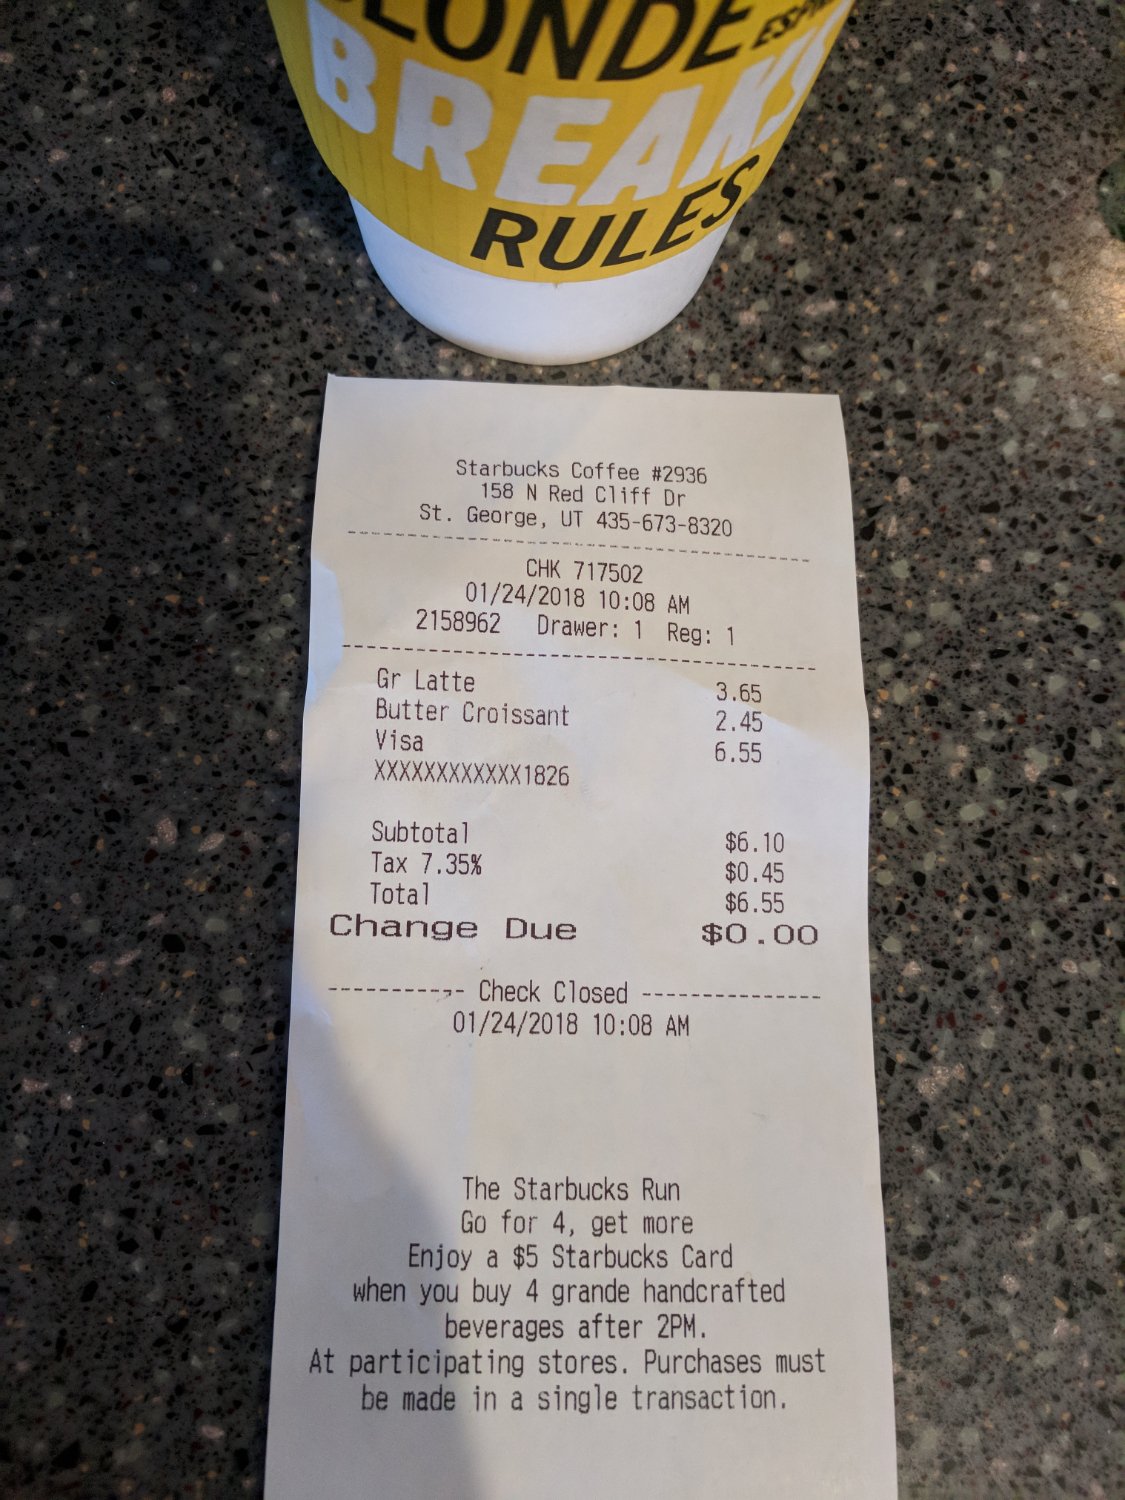 BLONDE
BREAKS
RULES
Starbucks Coffee #2936
158 N Red Cliff Dr
St. George, UT 435-673-8320
CHK 717502
01/24/2018 10:08 AM
2158962 Drawer: 1 Reg: 1
Gr Latte 3.65
Butter Croissant 2.45
Visa 6.55
XXXXXXXXXXXX1826
Subtotal $6.10
Tax 7.35% $0.45
Total $6.55
Change Due $0.00
---------- Check Closed ---------------
01/24/2018 10:08 AM
The Starbucks Run
Go for 4, get more
Enjoy a $5 Starbucks Card
when you buy 4 grande handcrafted
beverages after 2PM.
At participating stores. Purchases must
be made in a single transaction.